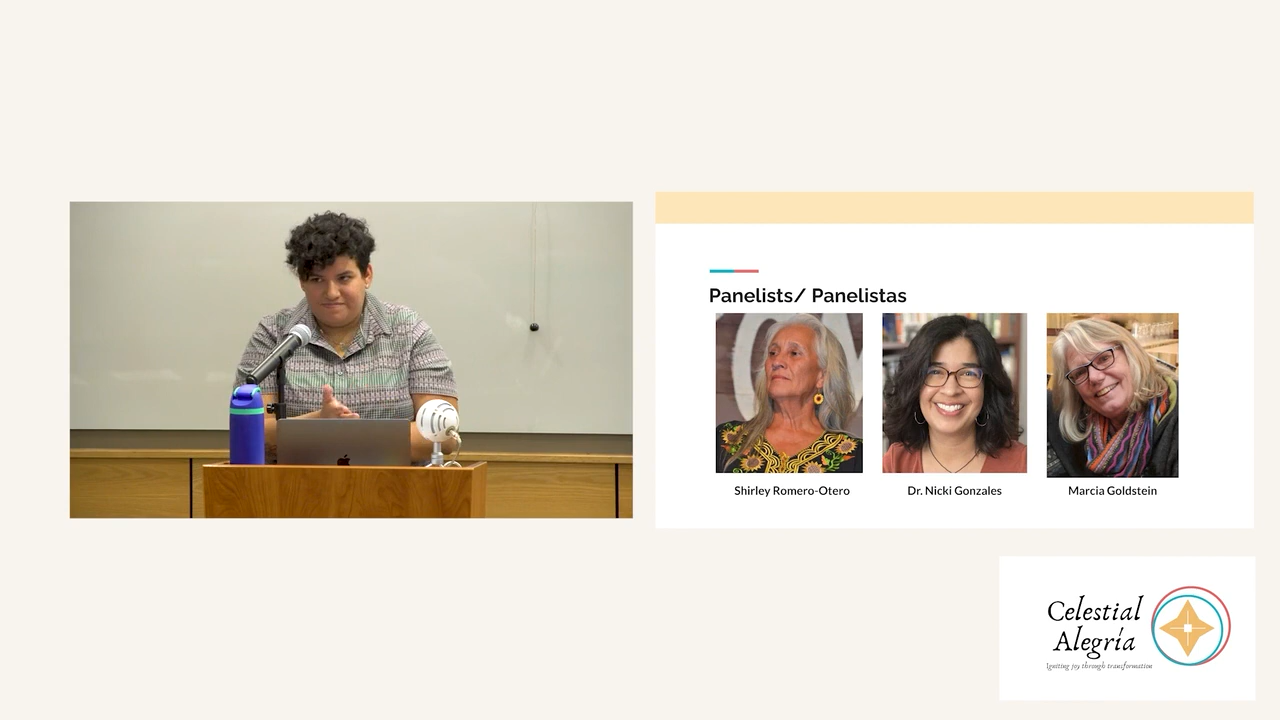 Panelists/ Panelistas
Shirley Romero-Otero
Dr. Nicki Gonzales
Marcia Goldstein
Celestial
Alegría
Igniting joy through transformation